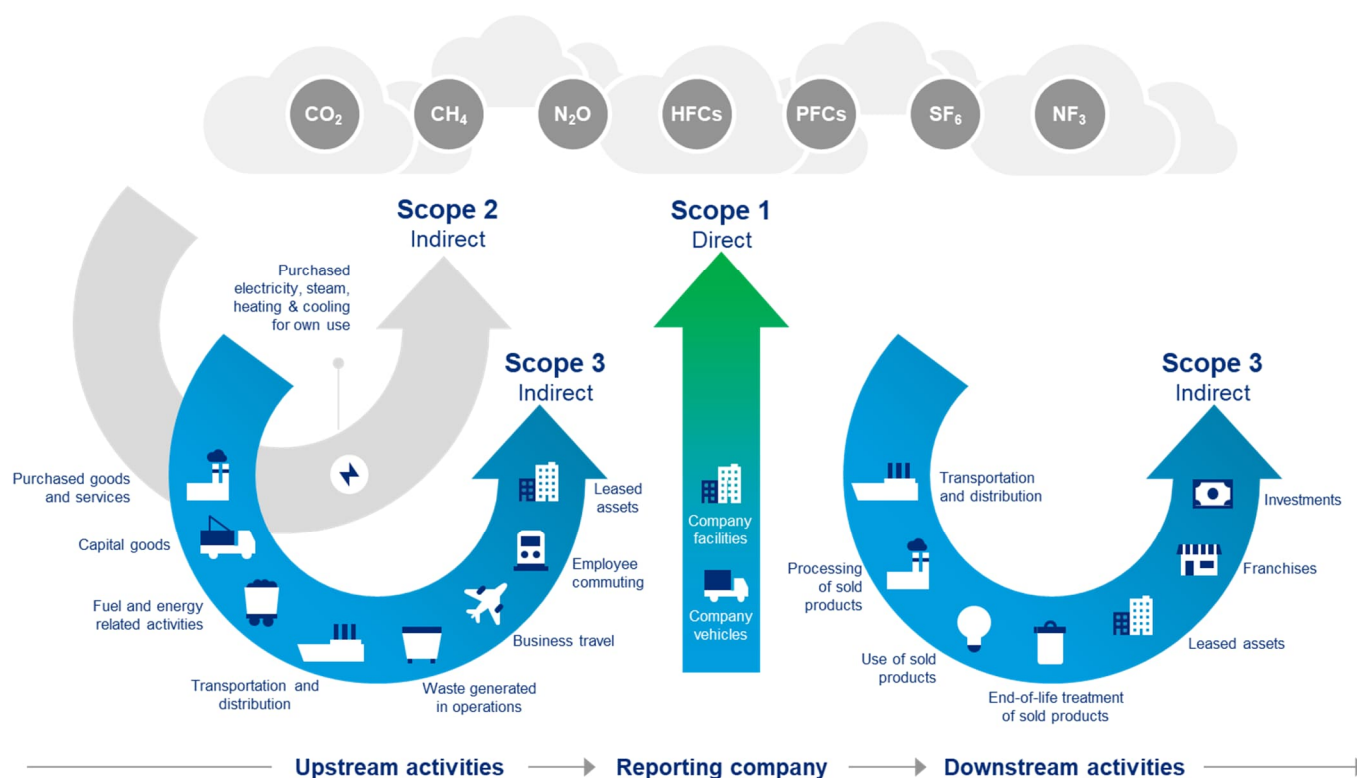 CO₂
CH₄
N₂O
HFCs
PFCs
SF₆
NF₃
Scope 2
Indirect
Scope 1
Direct
Purchased
electricity, steam,
heating & cooling
for own use
Scope 3
Indirect
Scope 3
Indirect
Purchased goods
and services
Capital goods
Fuel and energy
related activities
Transportation and
distribution
Waste generated
in operations
Business travel
Employee
commuting
Leased
assets
Company
facilities
Company
vehicles
Transportation
and distribution
Processing
of sold
products
Use of sold
products
End-of-life treatment
of sold products
Leased assets
Franchises
Investments
Upstream activities
Reporting company
Downstream activities